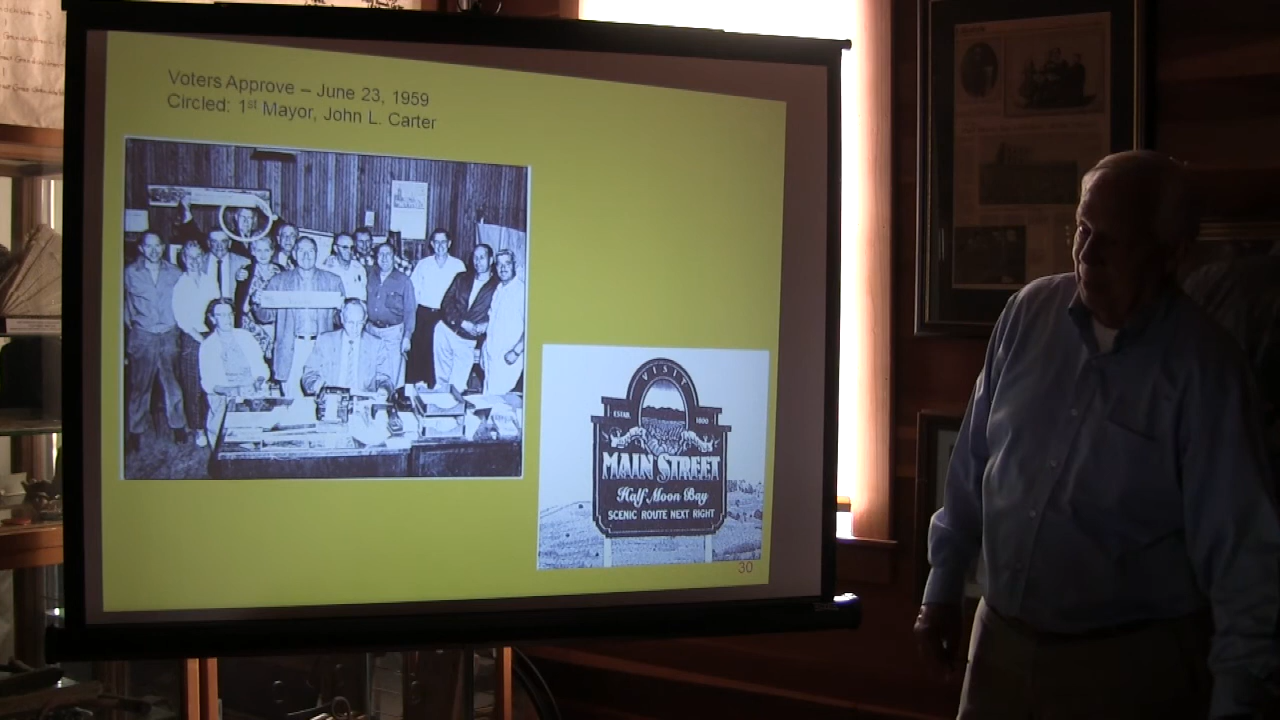 Voters Approve – June 23, 1959
Circled: 1st Mayor, John L. Carter
VISIT
ESTAB. 1800
MAIN STREET
Half Moon Bay
SCENIC ROUTE NEXT RIGHT
30